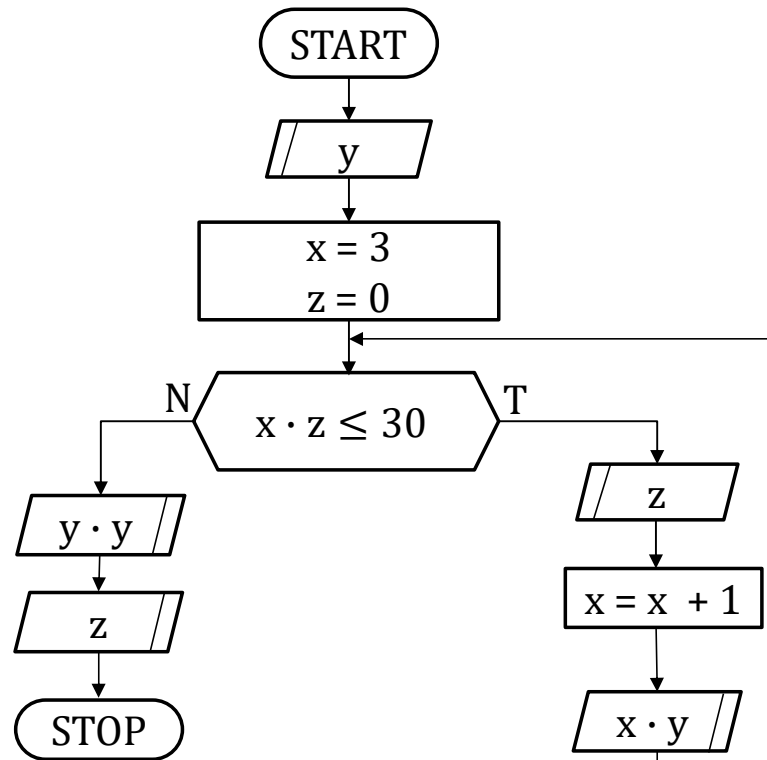 START
y
x = 3
z = 0
N
x · z ≤ 30
T
z
y · y
x = x + 1
z
x · y
STOP